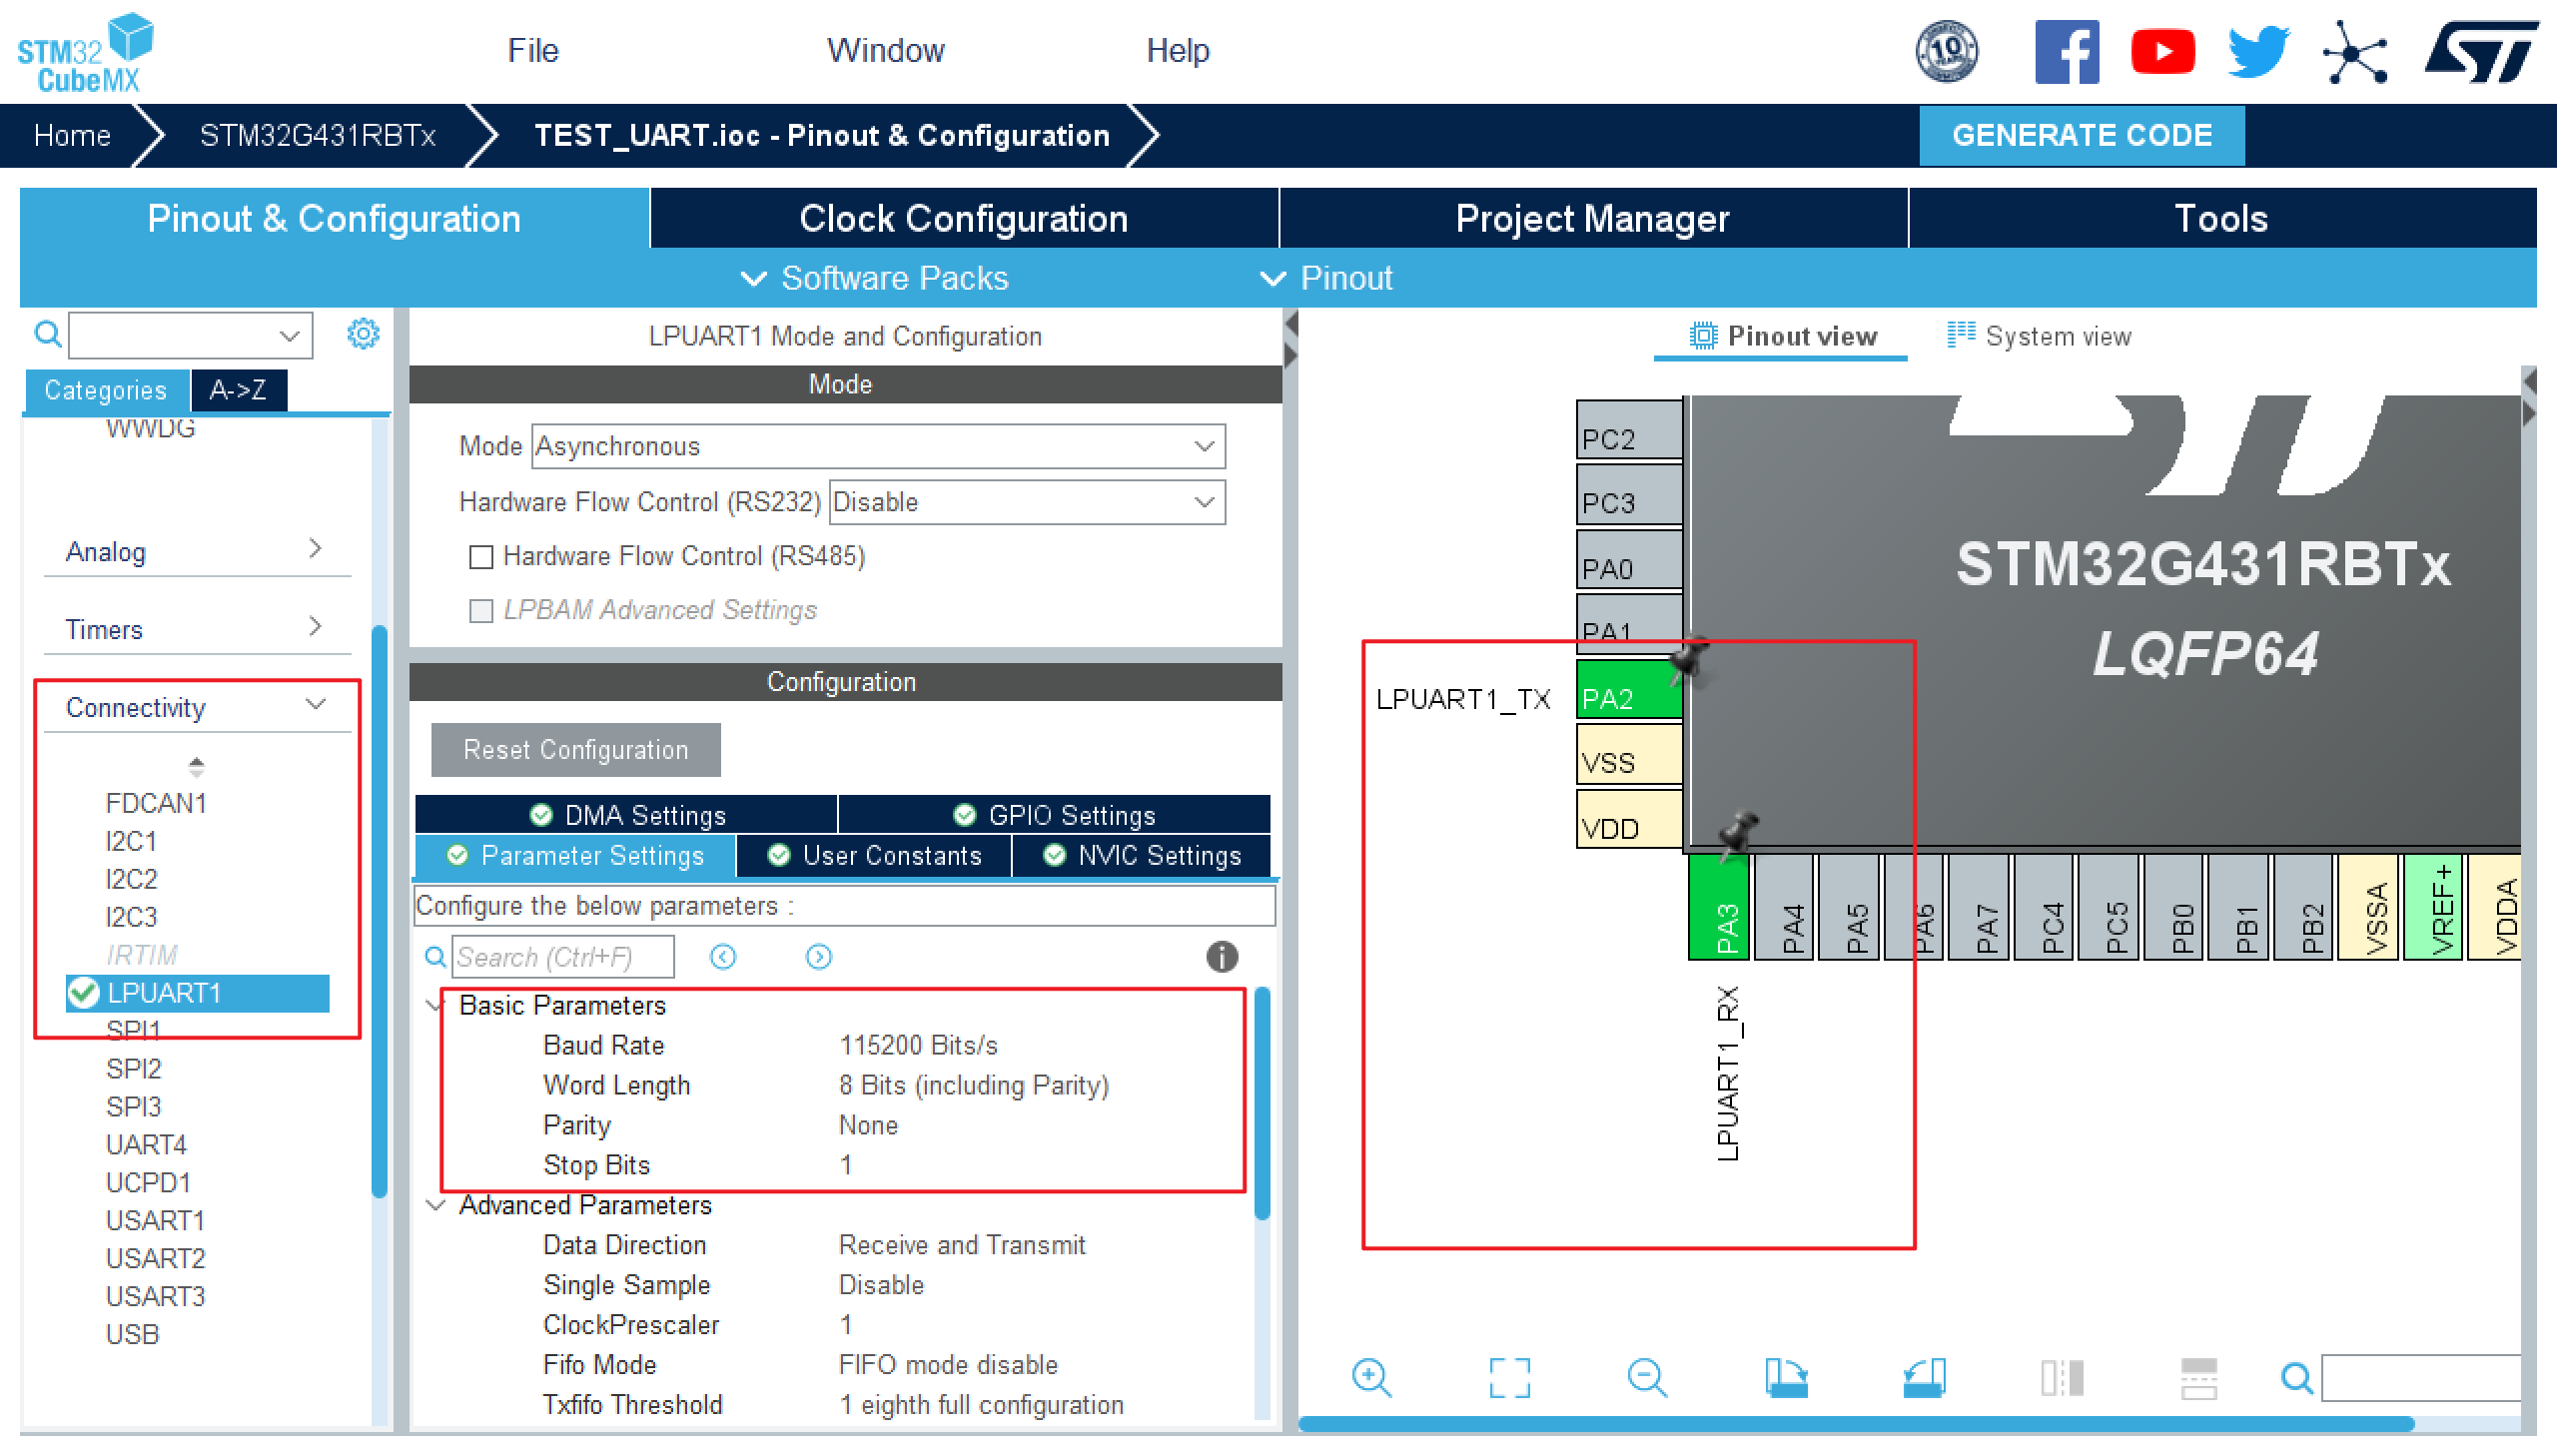 STM32
CubeMX
File
Window
Help
10
YEARS
Home
STM32G431RBTx
TEST_UART.ioc - Pinout & Configuration
GENERATE CODE
Pinout & Configuration
Clock Configuration
Project Manager
Tools
Software Packs
Pinout
Categories
A->Z
WWDG
Analog
Timers
Connectivity
FDCAN1
I2C1
I2C2
I2C3
IRTIM
LPUART1
SPI1
SPI2
SPI3
UART4
UCPD1
USART1
USART2
USART3
USB
LPUART1 Mode and Configuration
Mode
Mode Asynchronous
Hardware Flow Control (RS232) Disable
Hardware Flow Control (RS485)
LPBAM Advanced Settings
Configuration
Reset Configuration
DMA Settings
GPIO Settings
Parameter Settings
User Constants
NVIC Settings
Configure the below parameters :
Search (Ctrl+F)
Basic Parameters
Baud Rate 115200 Bits/s
Word Length 8 Bits (including Parity)
Parity None
Stop Bits 1
Advanced Parameters
Data Direction Receive and Transmit
Single Sample Disable
ClockPrescaler 1
Fifo Mode FIFO mode disable
Txfifo Threshold 1 eighth full configuration
Pinout view
System view
PC2
PC3
PA0
PA1
LPUART1_TX PA2
VSS
VDD
STM32G431RBTx
LQFP64
PA3
PA4
PA5
PA6
PA7
PC4
PC5
PB0
PB1
PB2
VSSA
VREF+
VDDA
LPUART1_RX